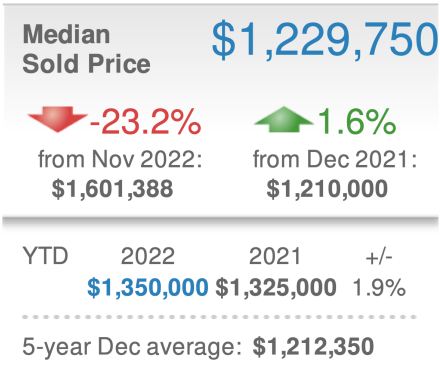 Median $1,229,750
Sold Price
-23.2% 1.6%
from Nov 2022: from Dec 2021:
$1,601,388 $1,210,000
YTD 2022 2021 +/-
$1,350,000 $1,325,000 1.9%
5-year Dec average: $1,212,350